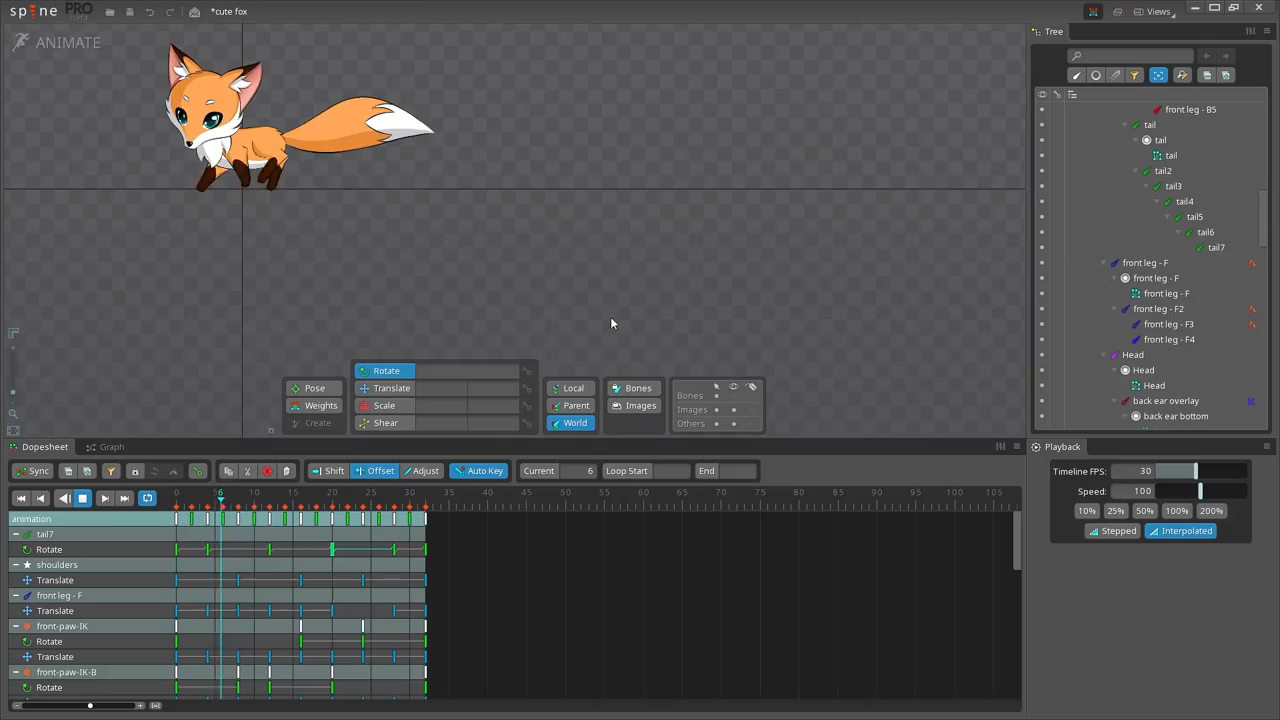 spine PRO beta
*cute fox
Views
ANIMATE
Tree
front leg - B5
tail
tail
tail
tail2
tail3
tail4
tail5
tail6
tail7
front leg - F
front leg - F
front leg - F
front leg - F2
front leg - F3
front leg - F4
Head
Head
Head
back ear overlay
back ear bottom
Pose
Weights
Create
Rotate
Translate
Scale
Shear
Local
Parent
World
Bones
Images
Bones
Images
Others
Dopesheet Graph
Sync Shift Offset Adjust Auto Key Current 6 Loop Start End
0 5 6 10 15 20 25 30 35 40 45 50 55 60 65 70 75 80 85 90 95 100 105
animation
tail7
Rotate
shoulders
Translate
front leg - F
Translate
front-paw-IK
Rotate
Translate
front-paw-IK-B
Rotate
Playback
Timeline FPS: 30
Speed: 100
10% 25% 50% 100% 200%
Stepped Interpolated